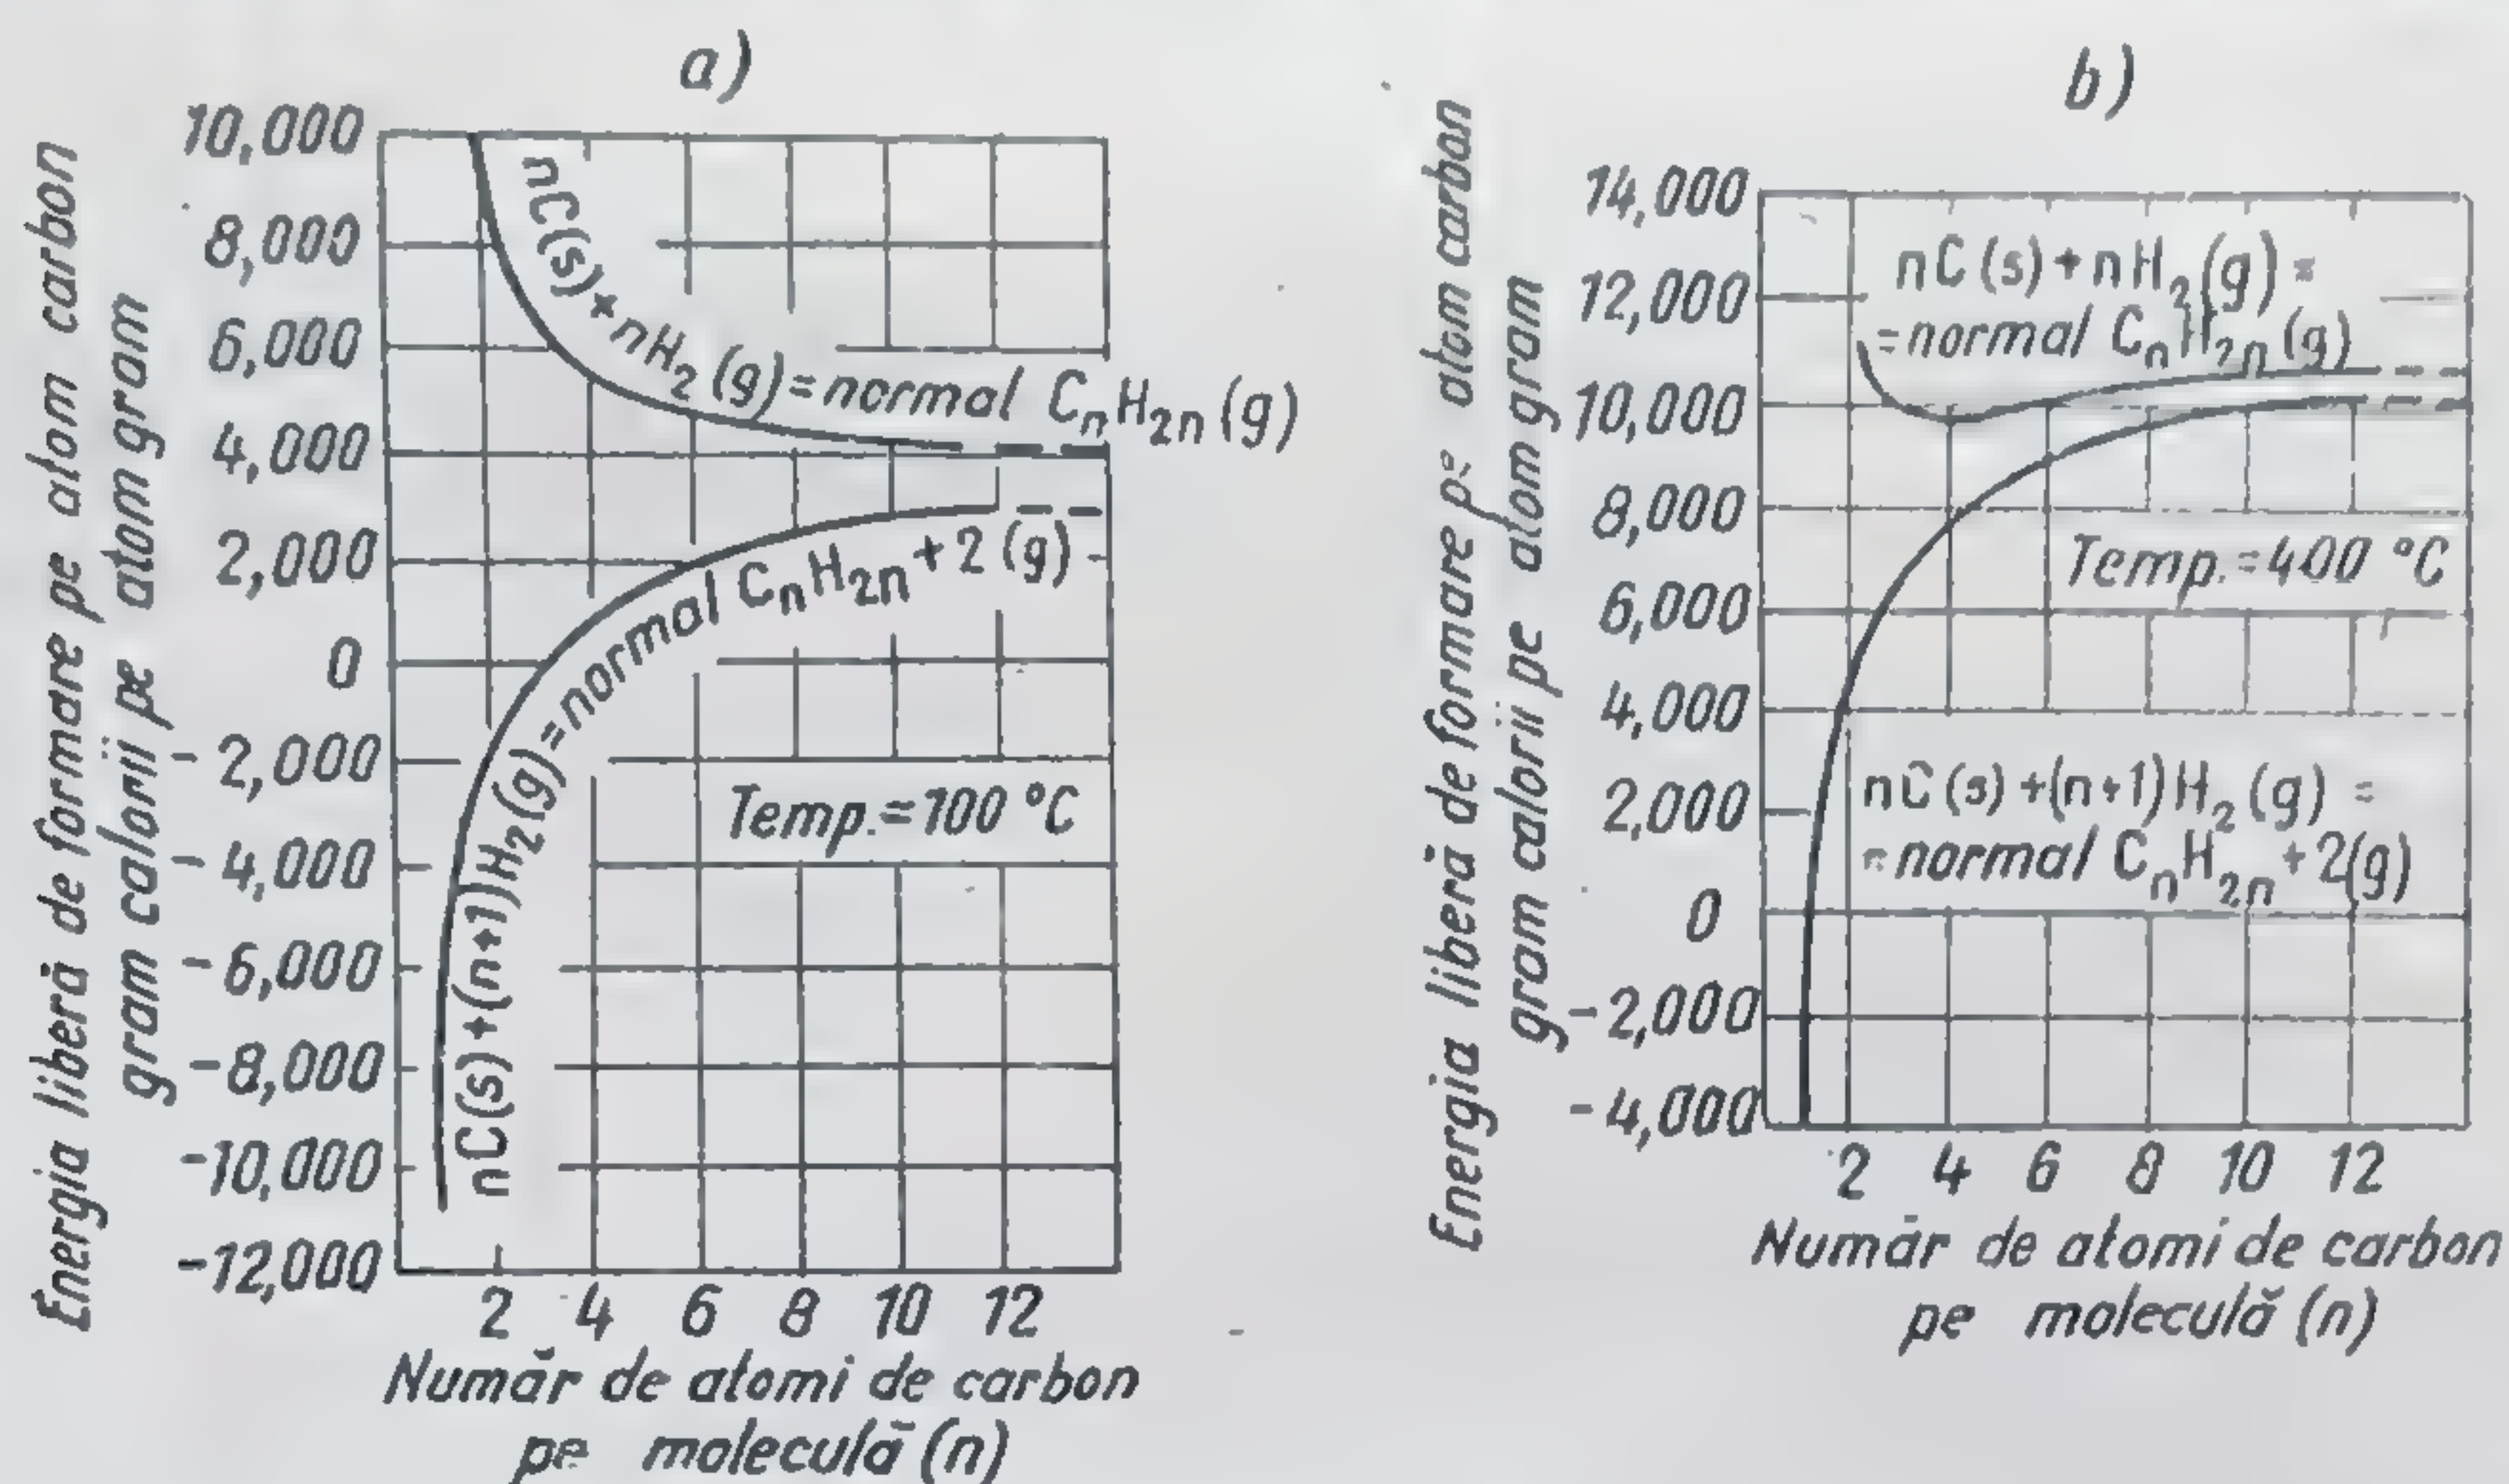 a)
10,000
8,000
6,000
4,000
2,000
0
- 2,000
- 4,000
- 6,000
-8,000
-10,000
-12,000
Energia liberă de formare pe atom carbon
gram calorii pe atom gram
nC(s)+nH₂(g)=normal CₙH₂ₙ(g)
nC(s)+(n+1)H₂(g)=normal CₙH₂ₙ+2(g)
Temp.=100 °C
2 4 6 8 10 12
Număr de atomi de carbon
pe moleculă (n)
b)
14,000
12,000
10,000
8,000
6,000
4,000
2,000
0
-2,000
-4,000
Energia liberă de formare pe atom carbon
gram calorii pe atom gram
nC(s)+nH₂(g)=
=normal CₙH₂ₙ(g)
Temp.=400 °C
nC(s)+(n+1)H₂(g)=
=normal CₙH₂ₙ+2(g)
2 4 6 8 10 12
Număr de atomi de carbon
pe moleculă (n)